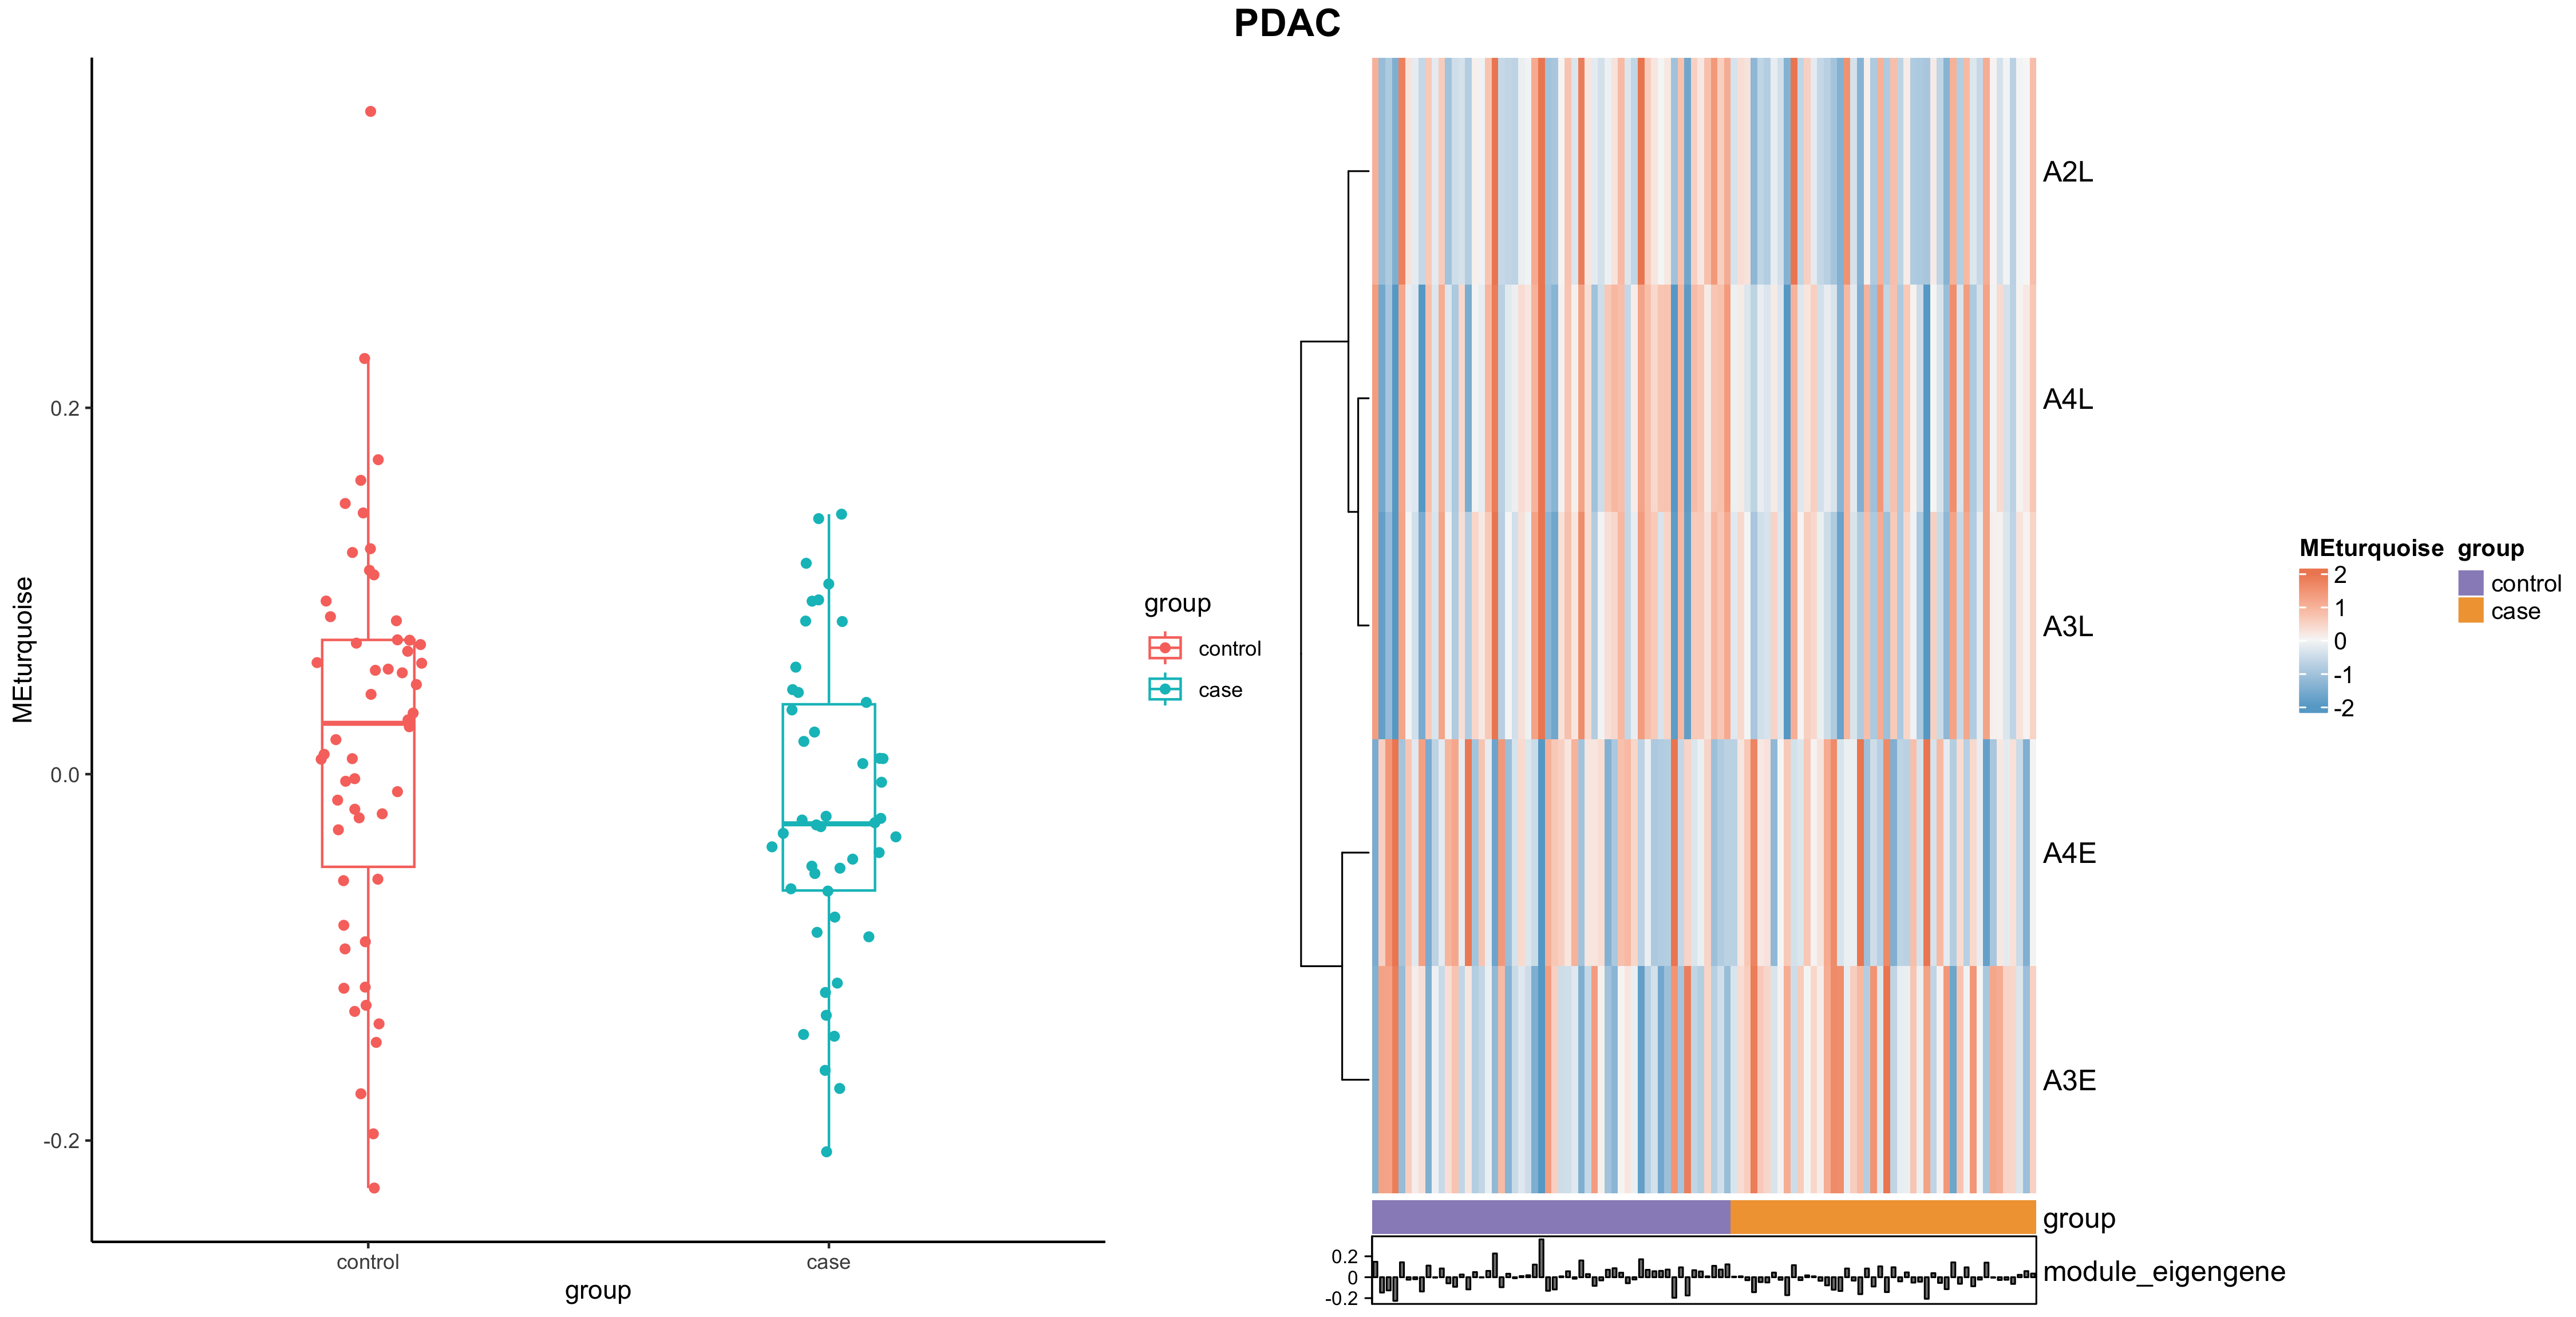 PDAC
MEturquoise
0.2
0.0
-0.2
control
case
group
group
control
case
A2L
A4L
A3L
A4E
A3E
group
0.2
0
-0.2
module_eigengene
MEturquoise
2
1
0
-1
-2
group
control
case